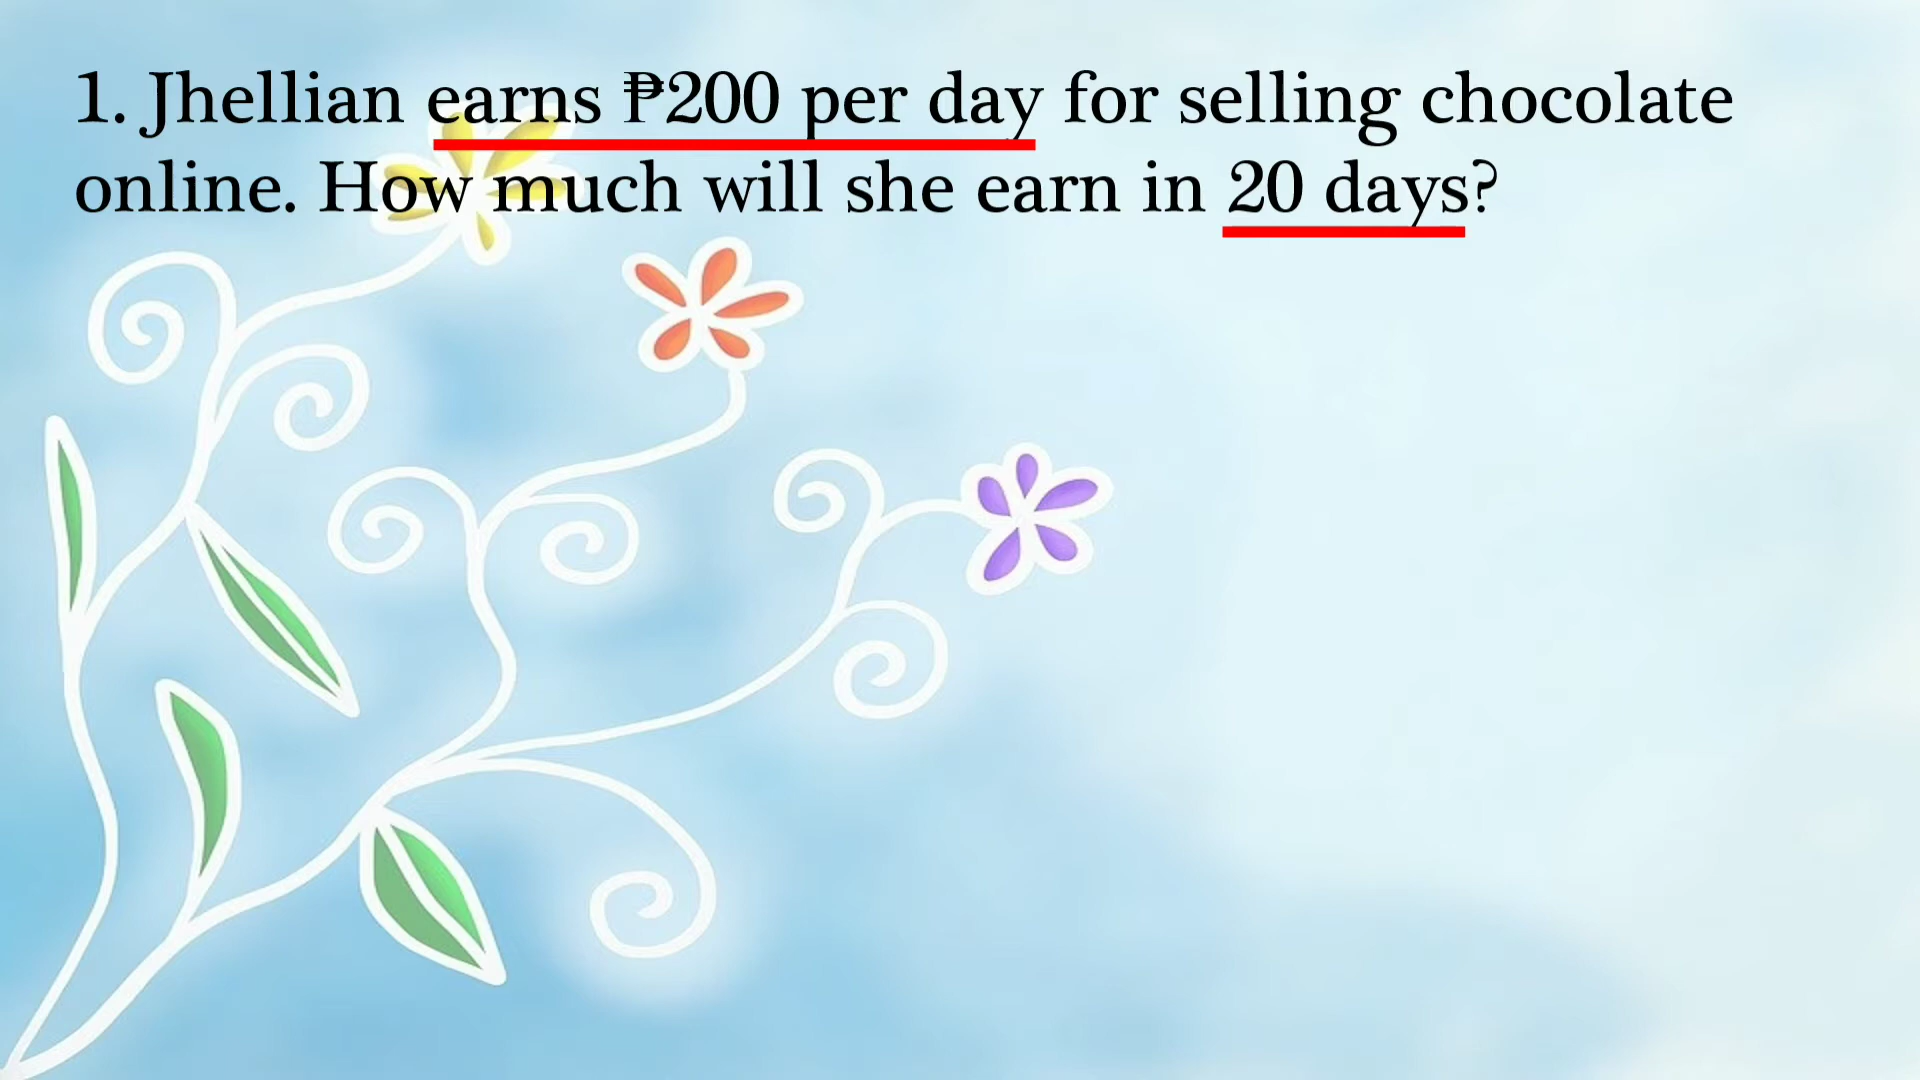 1. Jhellian earns ₱200 per day for selling chocolate
online. How much will she earn in 20 days?